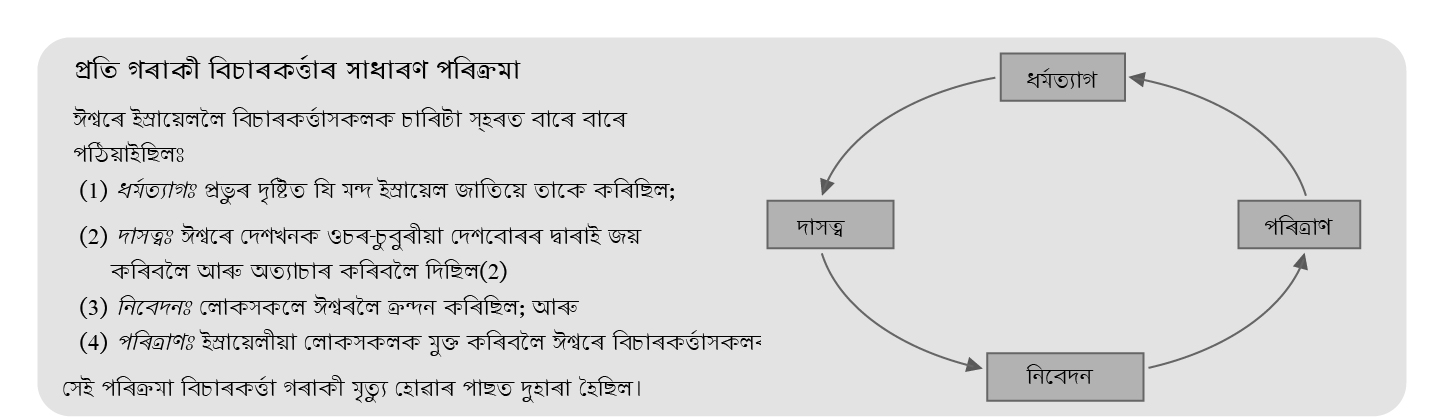 প্ৰতি গৰাকী বিচাৰকৰ্ত্তাৰ সাধাৰণ পৰিক্ৰমা
ঈশ্বৰে ইস্ৰায়েললৈ বিচাৰকৰ্ত্তাসকলক চাৰিটা স্হৰত বাৰে বাৰে
পঠিয়াইছিলঃ
(1) ধৰ্মত্যাগঃ প্ৰভুৰ দৃষ্টিত যি মন্দ ইস্ৰায়েল জাতিয়ে তাকে কৰিছিল;
(2) দাসত্বঃ ঈশ্বৰে দেশখনক ওচৰ-চুবুৰীয়া দেশবোৰৰ দ্বাৰাই জয়
কৰিবলৈ আৰু অত্যাচাৰ কৰিবলৈ দিছিল(2)
(3) নিবেদনঃ লোকসকলে ঈশ্বৰলৈ ক্ৰন্দন কৰিছিল; আৰু
(4) পৰিত্ৰাণঃ ইস্ৰায়েলীয়া লোকসকলক মুক্ত কৰিবলৈ ঈশ্বৰে
সেই পৰিক্ৰমা বিচাৰকৰ্ত্তা গৰাকী মৃত্যু হোৱাৰ পাছত দুহাৰা হৈছিল।
ধৰ্মত্যাগ
দাসত্ব
পৰিত্ৰাণ
নিবেদন